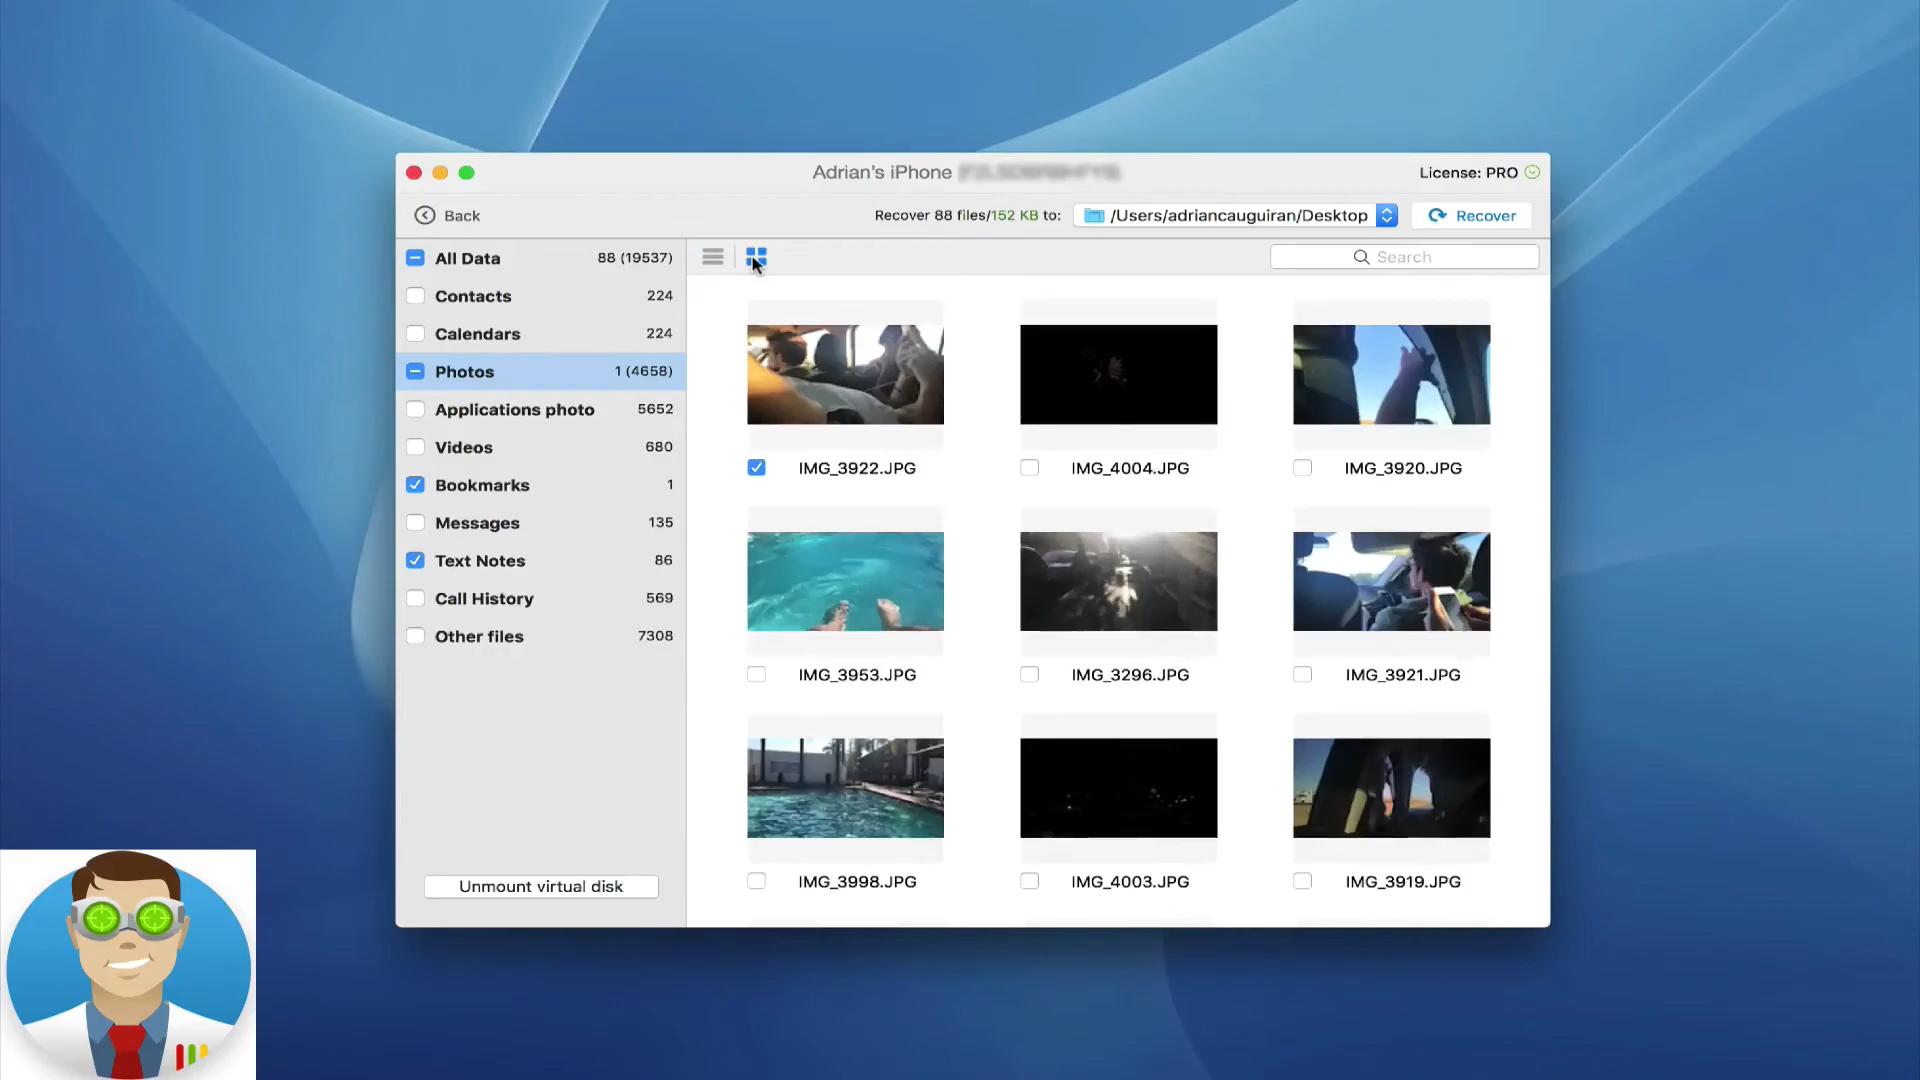 Adrian's iPhone
License: PRO
Back
Recover 88 files/152 KB to:
/Users/adriancauguiran/Desktop
Recover
All Data 88 (19537)
Contacts 224
Calendars 224
Photos 1 (4658)
Applications photo 5652
Videos 680
Bookmarks 1
Messages 135
Text Notes 86
Call History 569
Other files 7308
Unmount virtual disk
Search
IMG_3922.JPG
IMG_4004.JPG
IMG_3920.JPG
IMG_3953.JPG
IMG_3296.JPG
IMG_3921.JPG
IMG_3998.JPG
IMG_4003.JPG
IMG_3919.JPG